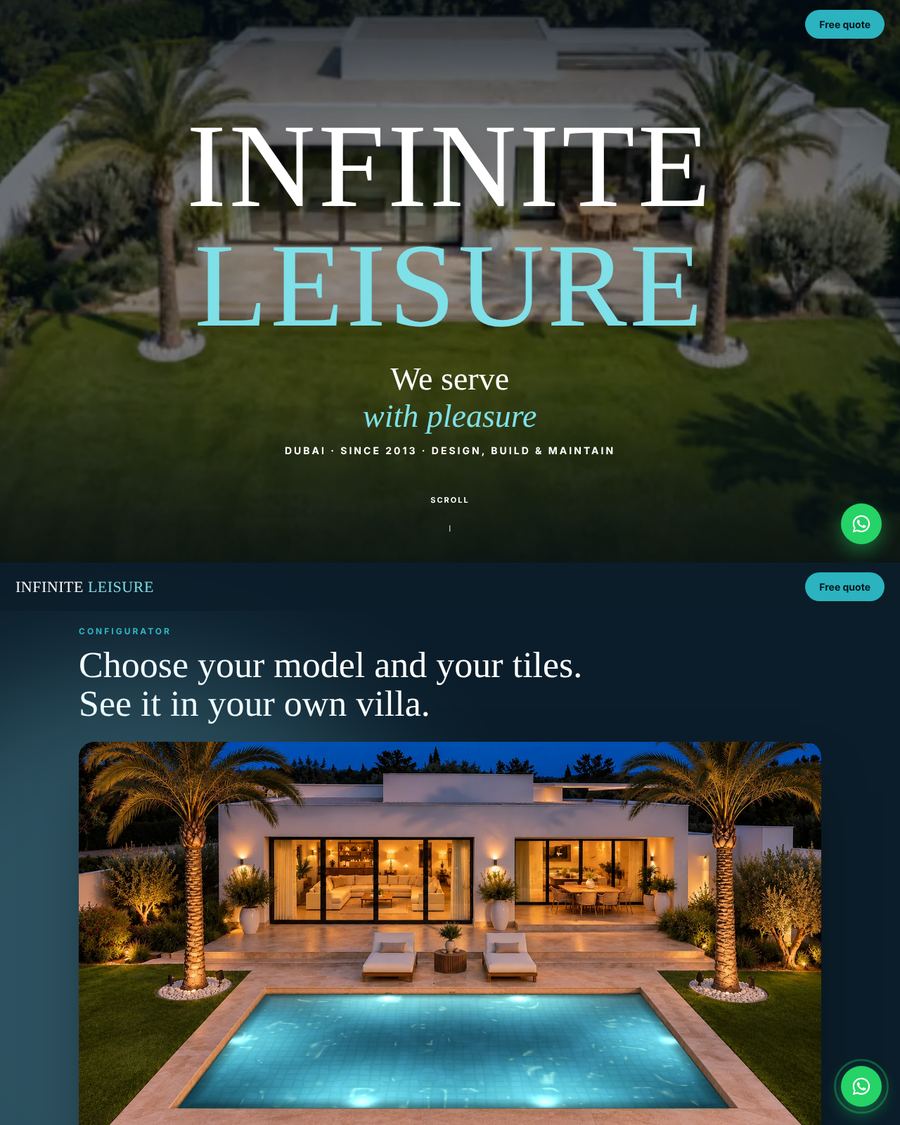 Free quote
INFINITE
LEISURE
We serve
with pleasure
DUBAI · SINCE 2013 · DESIGN, BUILD & MAINTAIN
SCROLL
INFINITE LEISURE
Free quote
CONFIGURATOR
Choose your model and your tiles.
See it in your own villa.